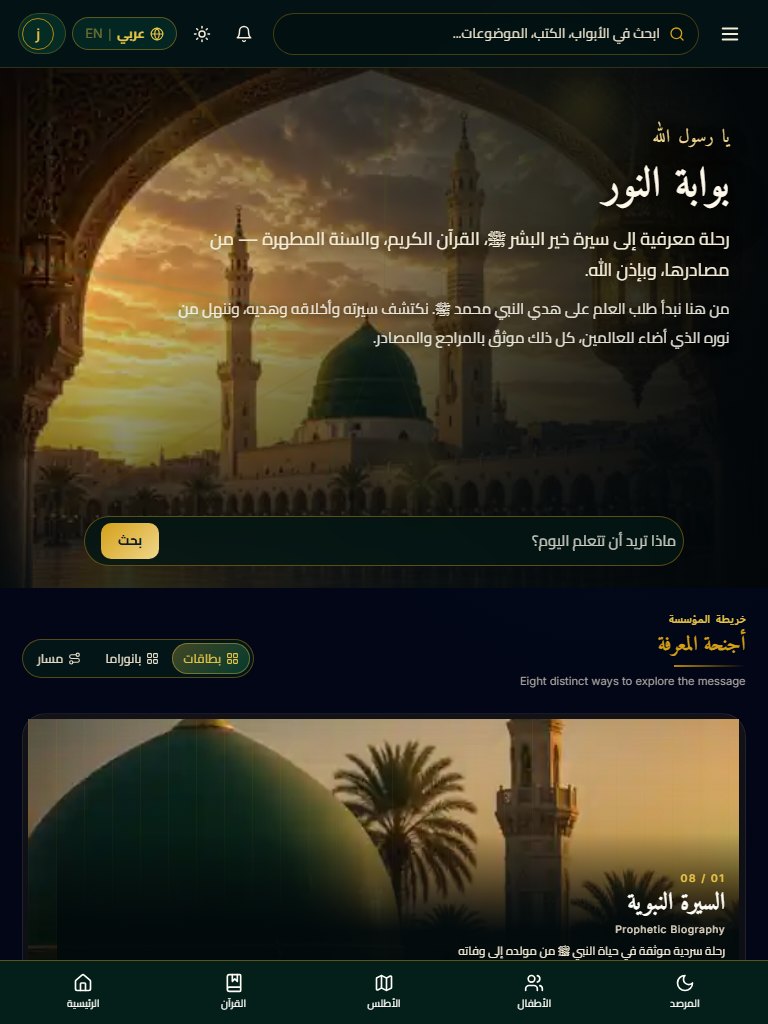 ابحث في الأبواب، الكتب، الموضوعات...
عربي | EN
j
يا رسول الله
بوابة النور
رحلة معرفية إلى سيرة خير البشر ﷺ، القرآن الكريم، والسنة المطهرة — من
مصادرها، وبإذن الله.
من هنا نبدأ طلب العلم على هدي النبي محمد ﷺ. نكتشف سيرته وأخلاقه وهديه، وننهل من
نوره الذي أضاء للعالمين، كل ذلك موثقٌ بالمراجع والمصادر.
ماذا تريد أن تتعلم اليوم؟
بحث
خريطة المؤسسة
أجنحة المعرفة
Eight distinct ways to explore the message
بطاقات
بانوراما
مسار
08 / 01
السيرة النبوية
Prophetic Biography
رحلة سردية موثقة في حياة النبي ﷺ من مولده إلى وفاته
المرصد
الأطفال
الأطلس
القرآن
الرئيسية